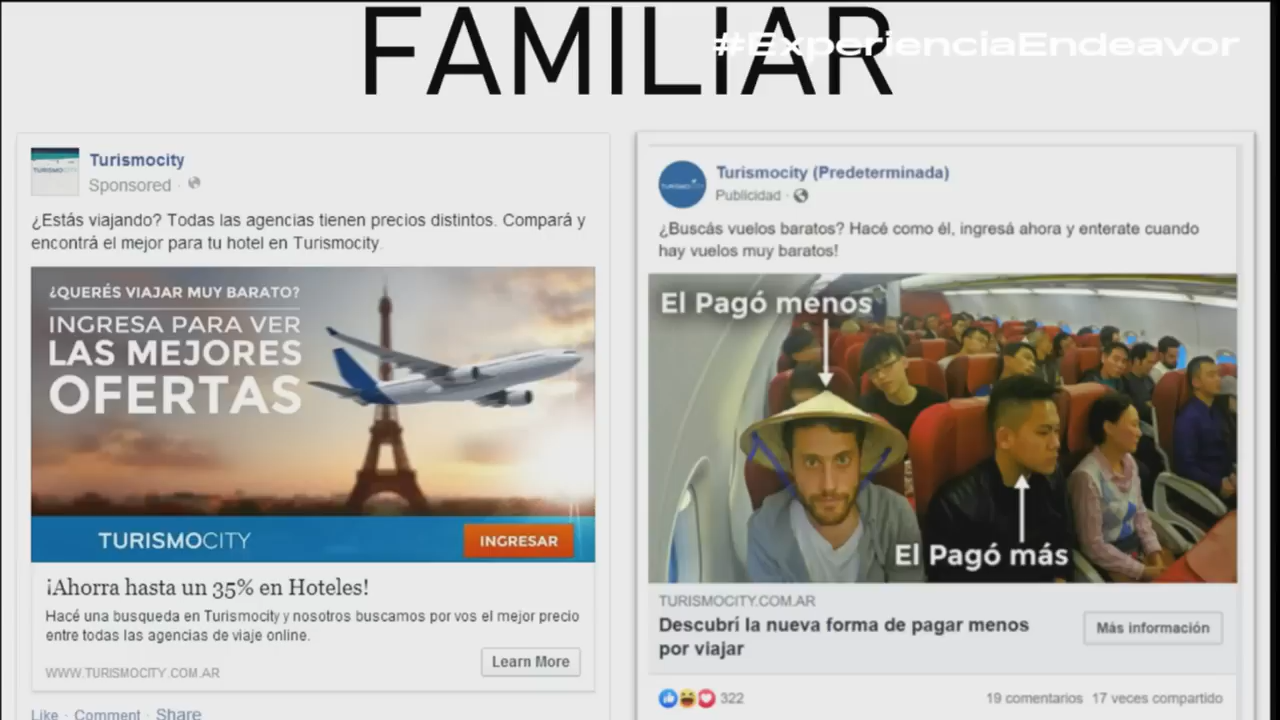 FAMILIAR
#ExperienciaEndeavor
Turismocity
Sponsored ·
¿Estás viajando? Todas las agencias tienen precios distintos. Compará y
encontrá el mejor para tu hotel en Turismocity.
¿QUERÉS VIAJAR MUY BARATO?
INGRESA PARA VER
LAS MEJORES
OFERTAS
TURISMOCITY
INGRESAR
¡Ahorra hasta un 35% en Hoteles!
Hacé una busqueda en Turismocity y nosotros buscamos por vos el mejor precio
entre todas las agencias de viaje online.
WWW.TURISMOCITY.COM.AR
Learn More
Like · Comment · Share
TURISMOCITY
Turismocity (Predeterminada)
Publicidad ·
¿Buscás vuelos baratos? Hacé como él, ingresá ahora y enterate cuando
hay vuelos muy baratos!
El Pagó menos
El Pagó más
TURISMOCITY.COM.AR
Descubrí la nueva forma de pagar menos
por viajar
Más información
322
19 comentarios 17 veces compartido